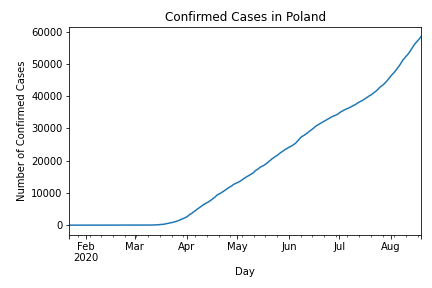 Confirmed Cases in Poland
Number of Confirmed Cases
60000
50000
40000
30000
20000
10000
0
Feb Mar Apr May Jun Jul Aug
2020
Day